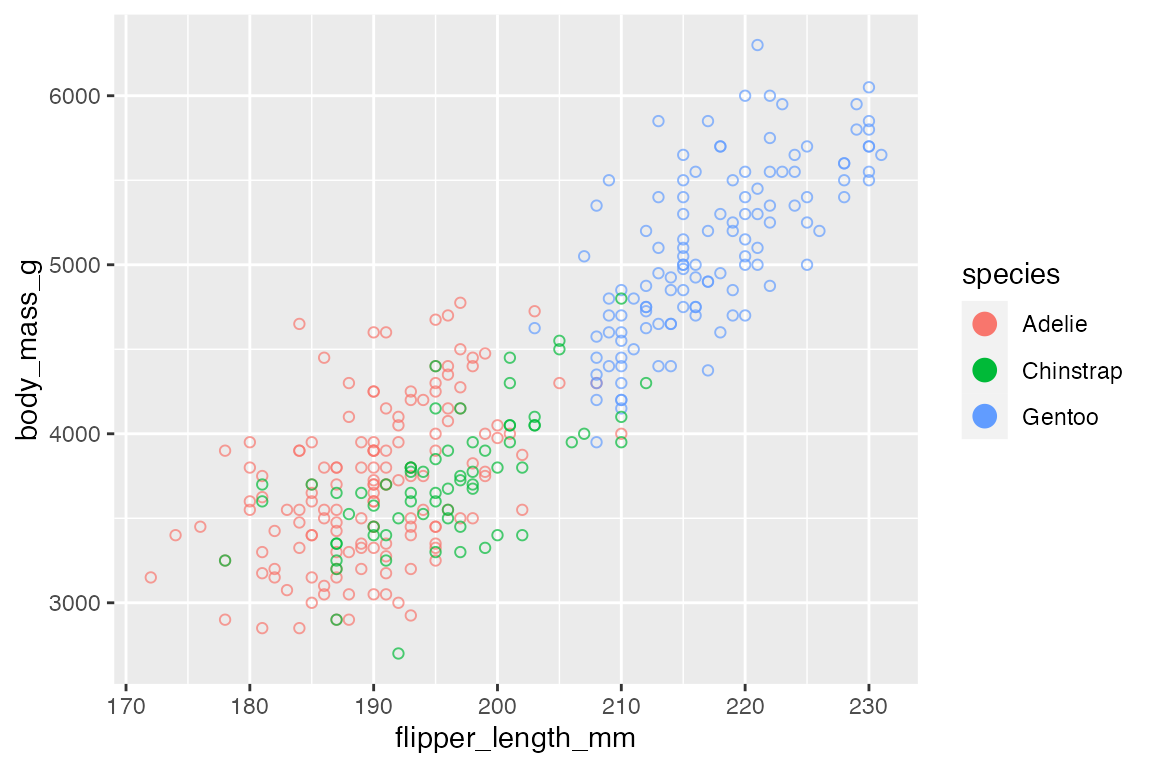 6000
5000
4000
3000
body_mass_g
170 180 190 200 210 220 230
flipper_length_mm
species
Adelie
Chinstrap
Gentoo